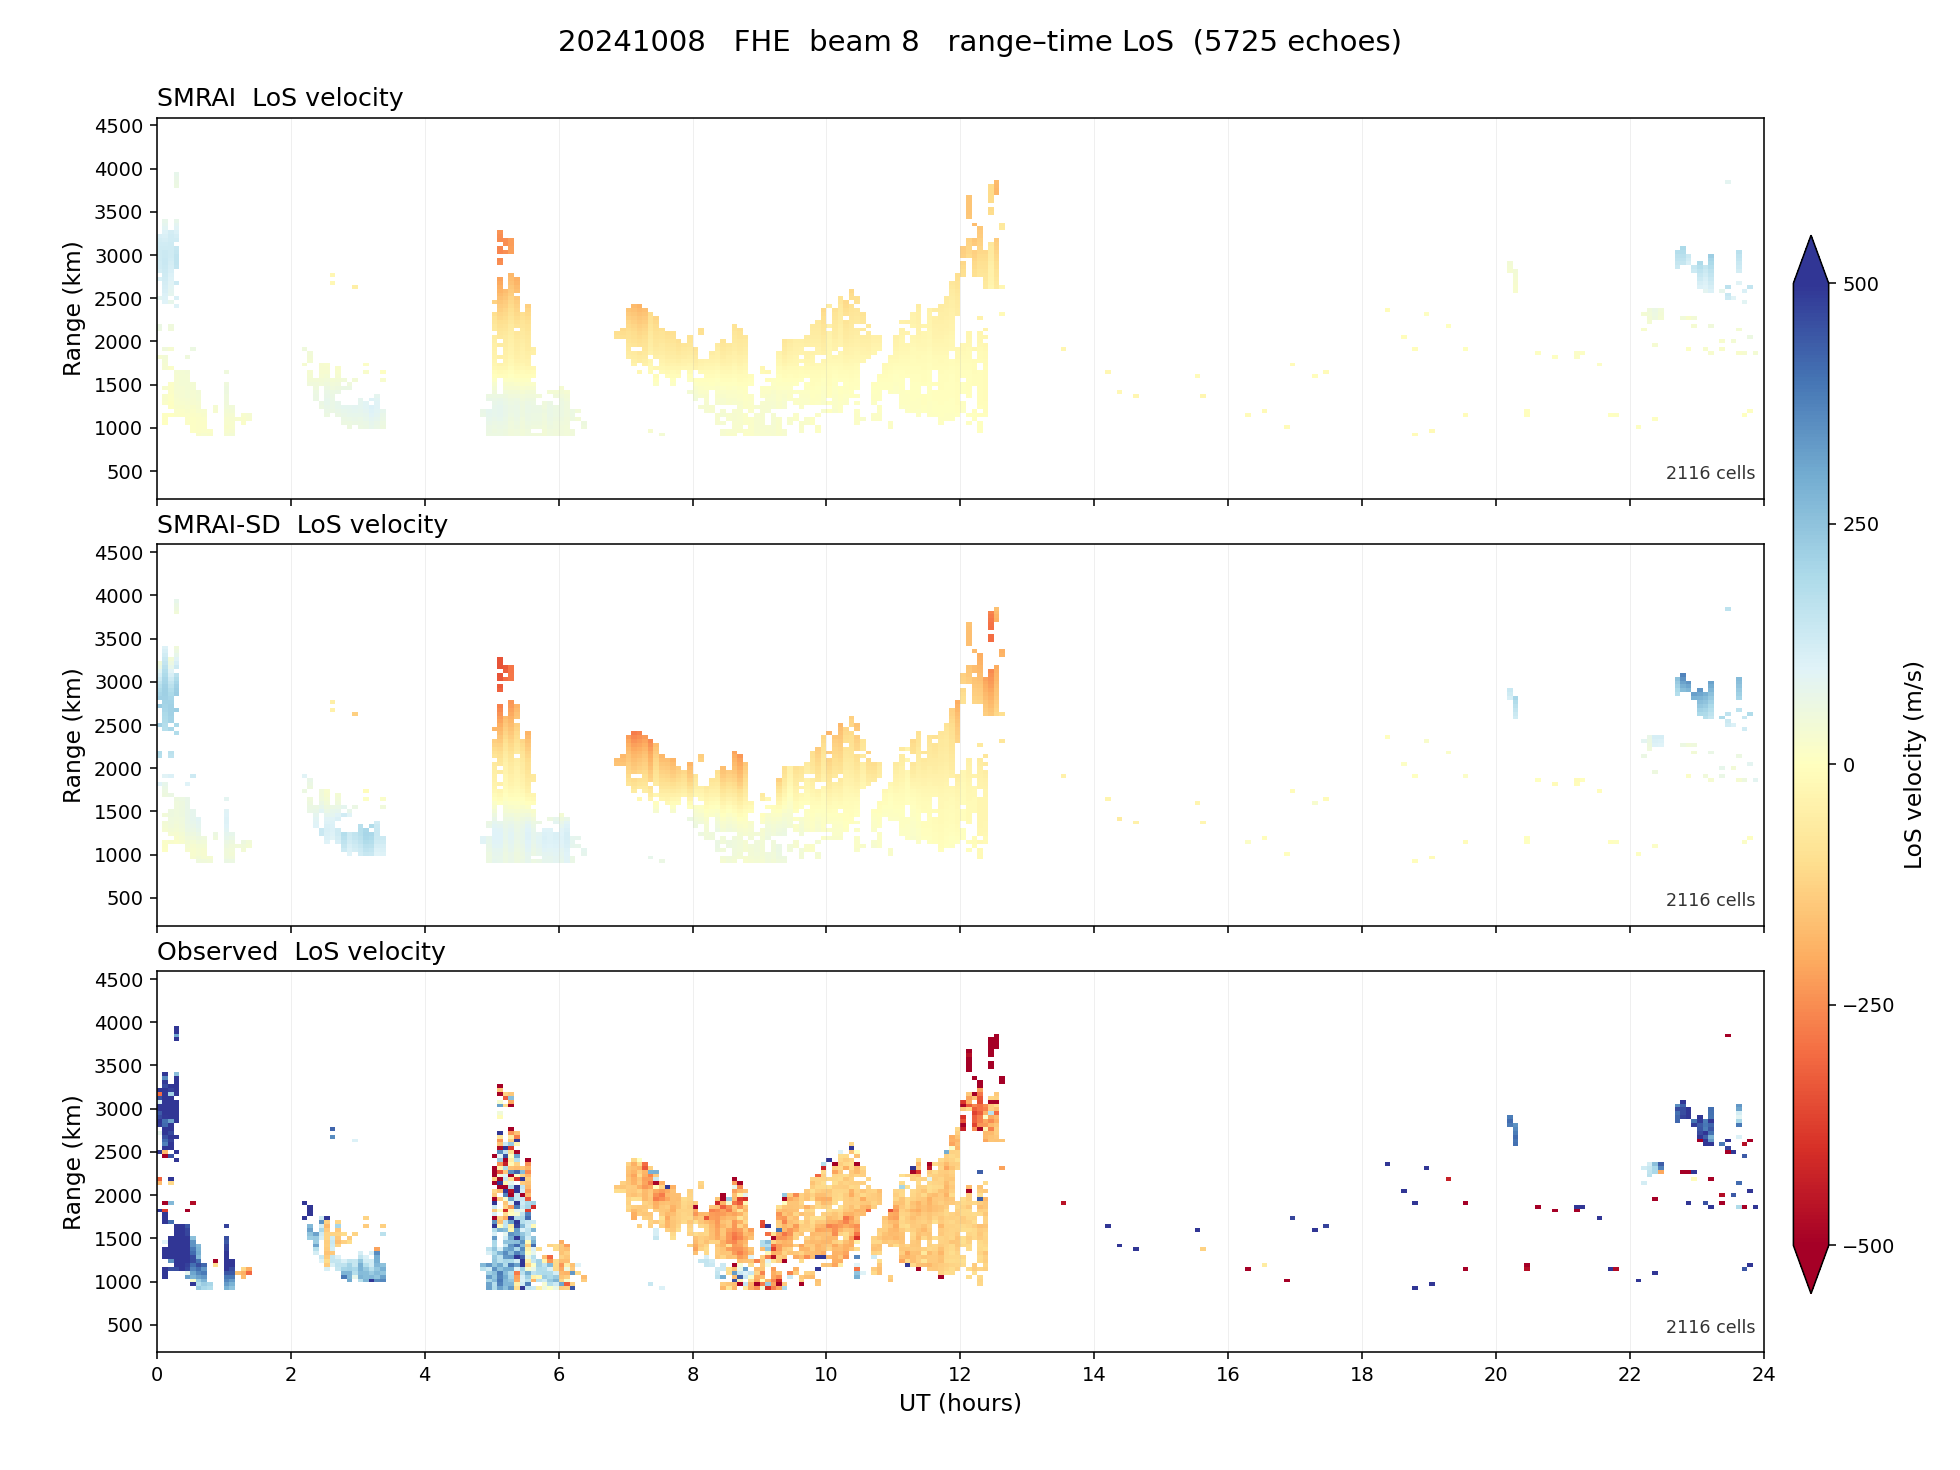 20241008   FHE  beam 8   range–time LoS  (5725 echoes)
SMRAI  LoS velocity
4500
4000
3500
3000
2500
2000
1500
1000
500
Range (km)
2116 cells
SMRAI-SD  LoS velocity
4500
4000
3500
3000
2500
2000
1500
1000
500
Range (km)
2116 cells
Observed  LoS velocity
4500
4000
3500
3000
2500
2000
1500
1000
500
Range (km)
2116 cells
0 2 4 6 8 10 12 14 16 18 20 22 24
UT (hours)
500
250
0
−250
−500
LoS velocity (m/s)